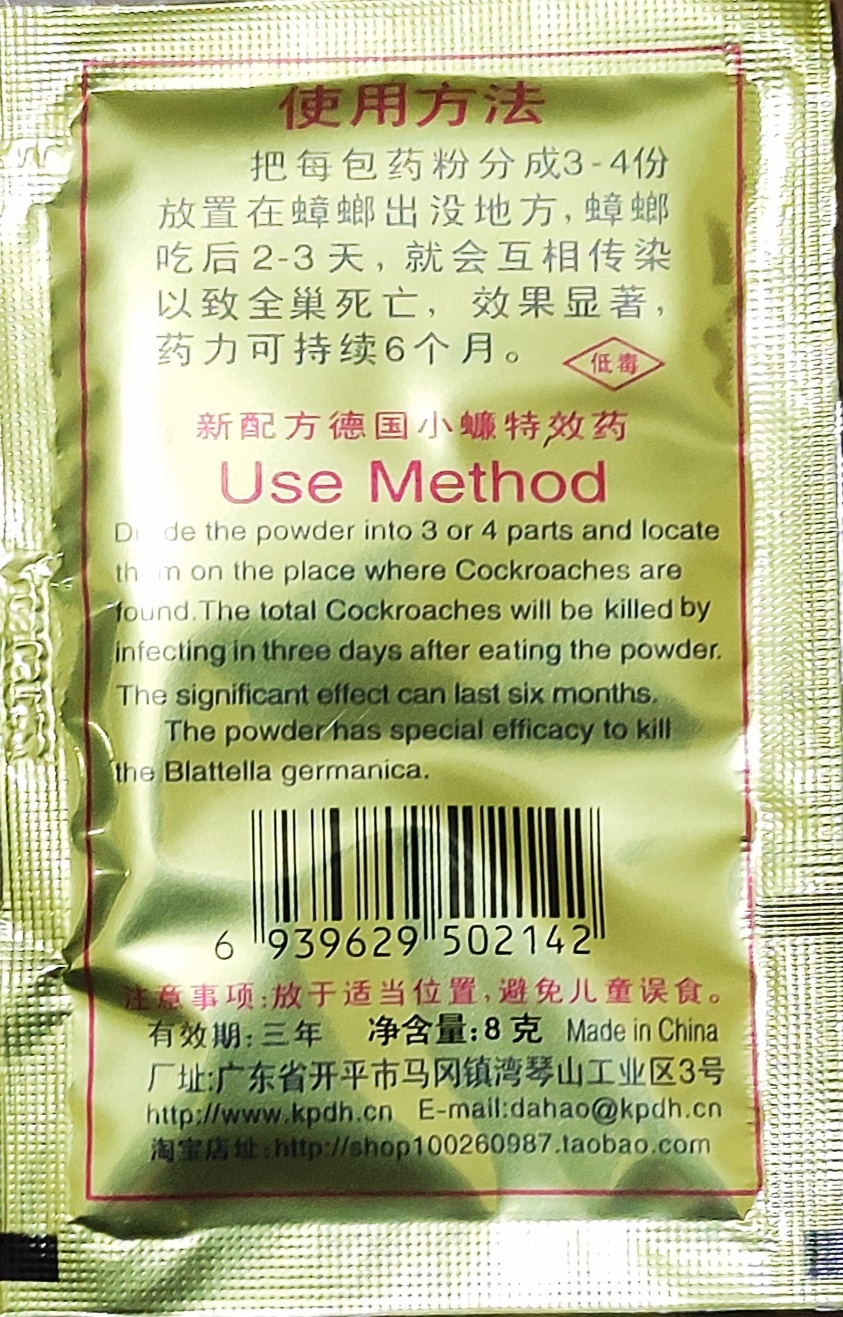 使用方法
把每包药粉分成3-4份
放置在蟑螂出没地方，蟑螂
吃后2-3天，就会互相传染
以致全巢死亡，效果显著，
药力可持续6个月。
低毒
新配方德国小蠊特效药
Use Method
Divide the powder into 3 or 4 parts and locate
them on the place where Cockroaches are
found.The total Cockroaches will be killed by
infecting in three days after eating the powder.
The significant effect can last six months.
The powder has special efficacy to kill
the Blattella germanica.
6 939629 502142
注意事项:放于适当位置,避免儿童误食。
有效期:三年 净含量:8克 Made in China
厂址:广东省开平市马冈镇湾琴山工业区3号
http://www.kpdh.cn E-mail:dahao@kpdh.cn
淘宝店址:http://shop100260987.taobao.com